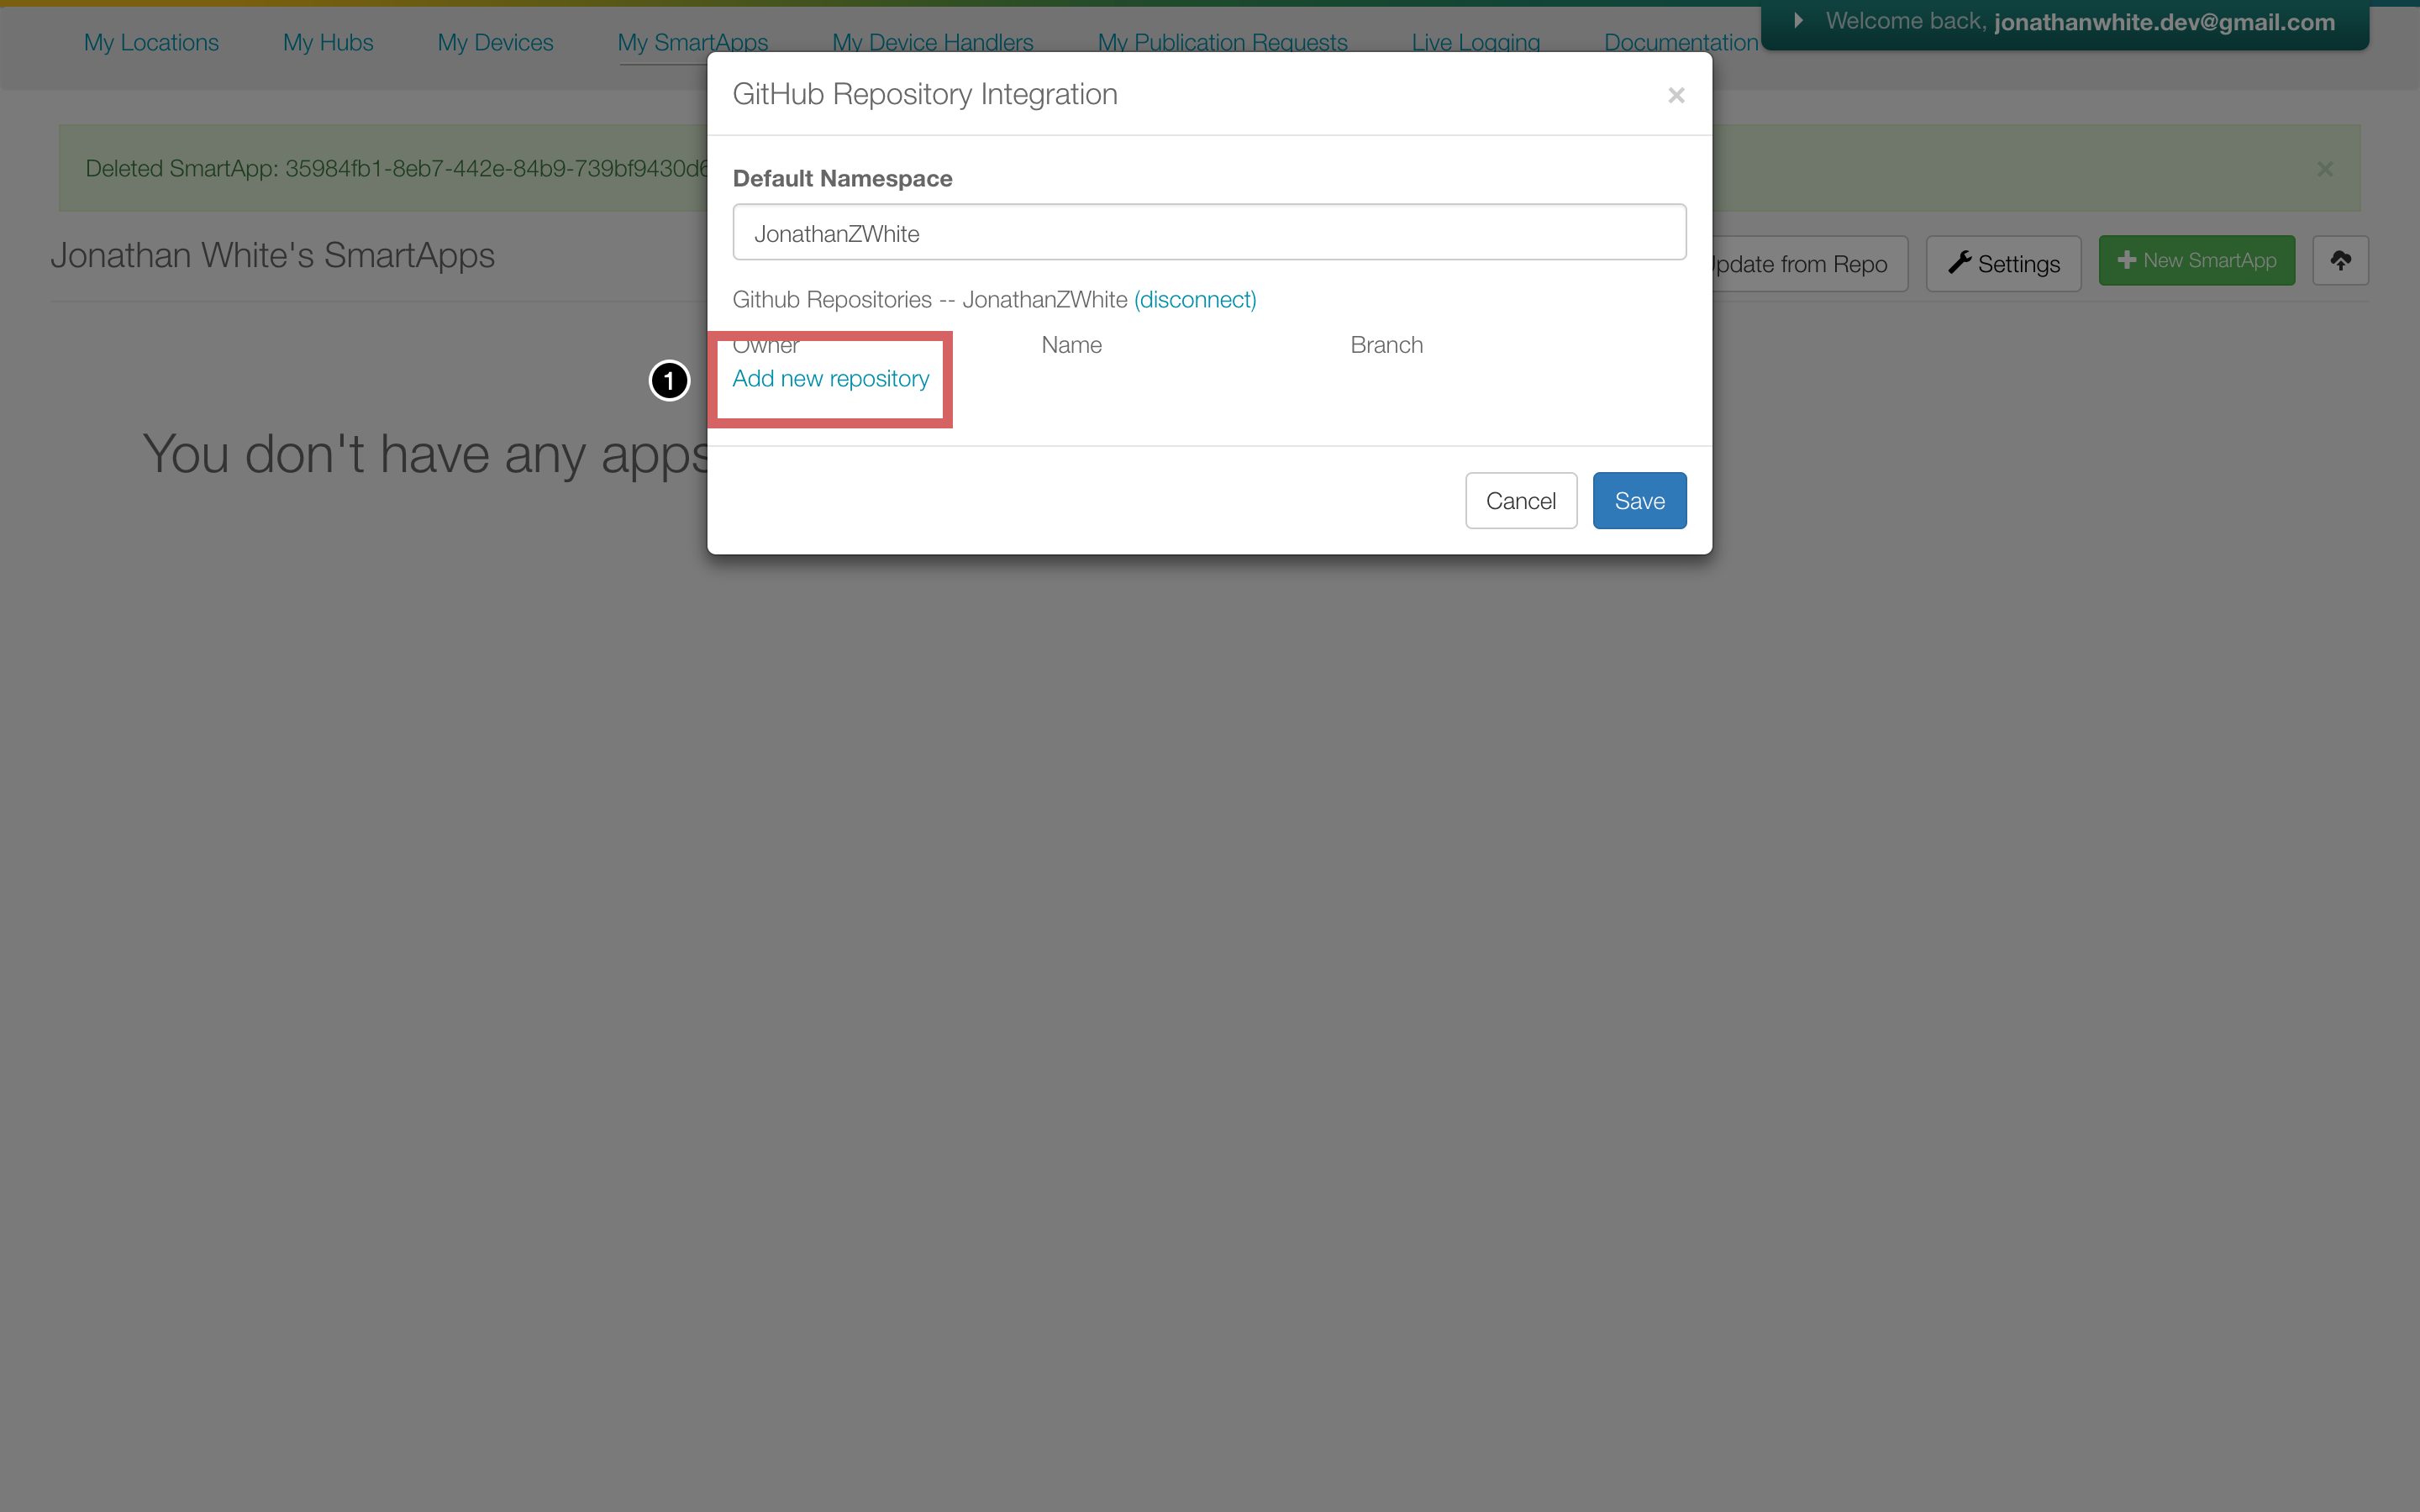 My Locations My Hubs My Devices My SmartApps My Device Handlers My Publication Requests Live Logging Documentation Welcome back, jonathanwhite.dev@gmail.com
GitHub Repository Integration ×
Deleted SmartApp: 35984fb1-8eb7-442e-84b9-739bf9430d6 ×
Default Namespace
JonathanZWhite
Jonathan White's SmartApps
Update from Repo Settings New SmartApp
Github Repositories -- JonathanZWhite (disconnect)
Owner Name Branch
1 Add new repository
You don't have any apps
Cancel Save